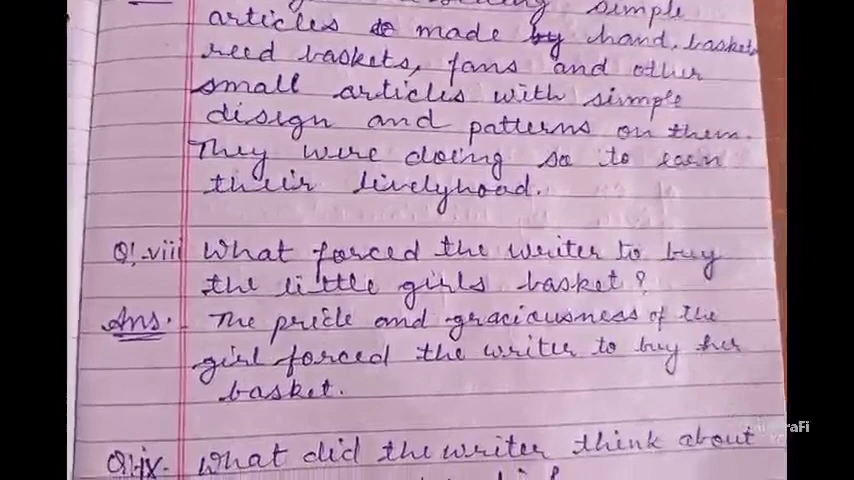 simple
articles to made by hand, basket
reed baskets, fans and other
small articles with simple
disign and patterns on them.
They were doing so to earn
their livelyhood.
Q!.viii What forced the writer to buy
the little girls basket?
Ans. The pride and graciousness of the
girl forced the writer to buy her
basket.
Q!.ix. What did the writer think about